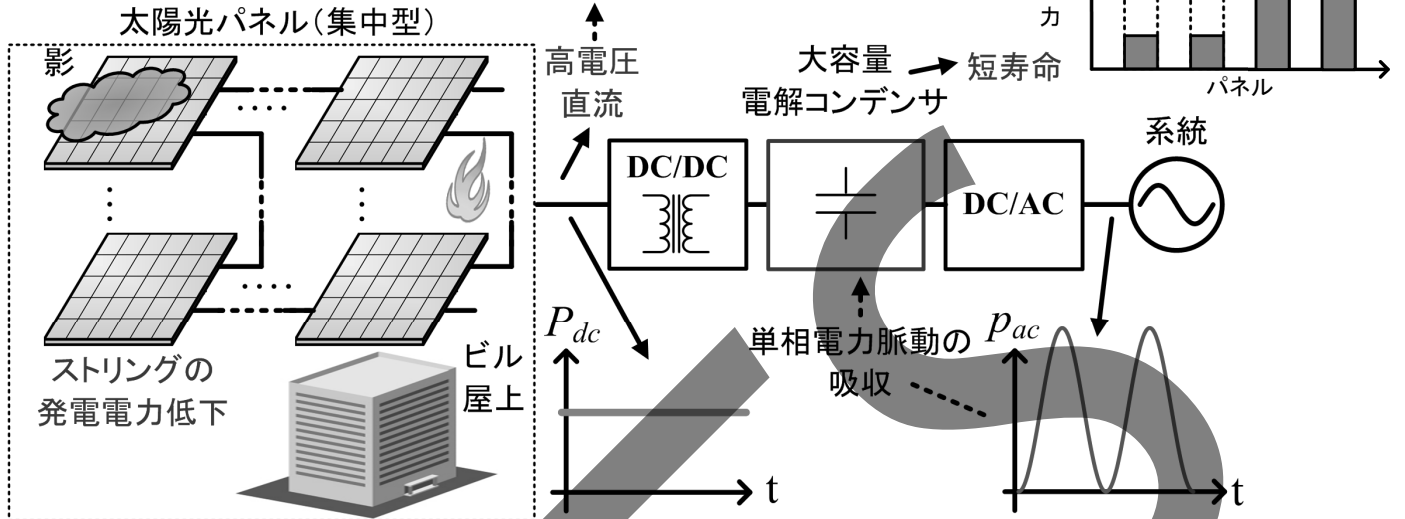 太陽光パネル（集中型）
影
高電圧
直流
大容量
電解コンデンサ
短寿命
力
パネル
系統
DC/DC
DC/AC
P_dc
単相電力脈動の
吸収
p_ac
ストリングの
発電電力低下
ビル
屋上
t
t